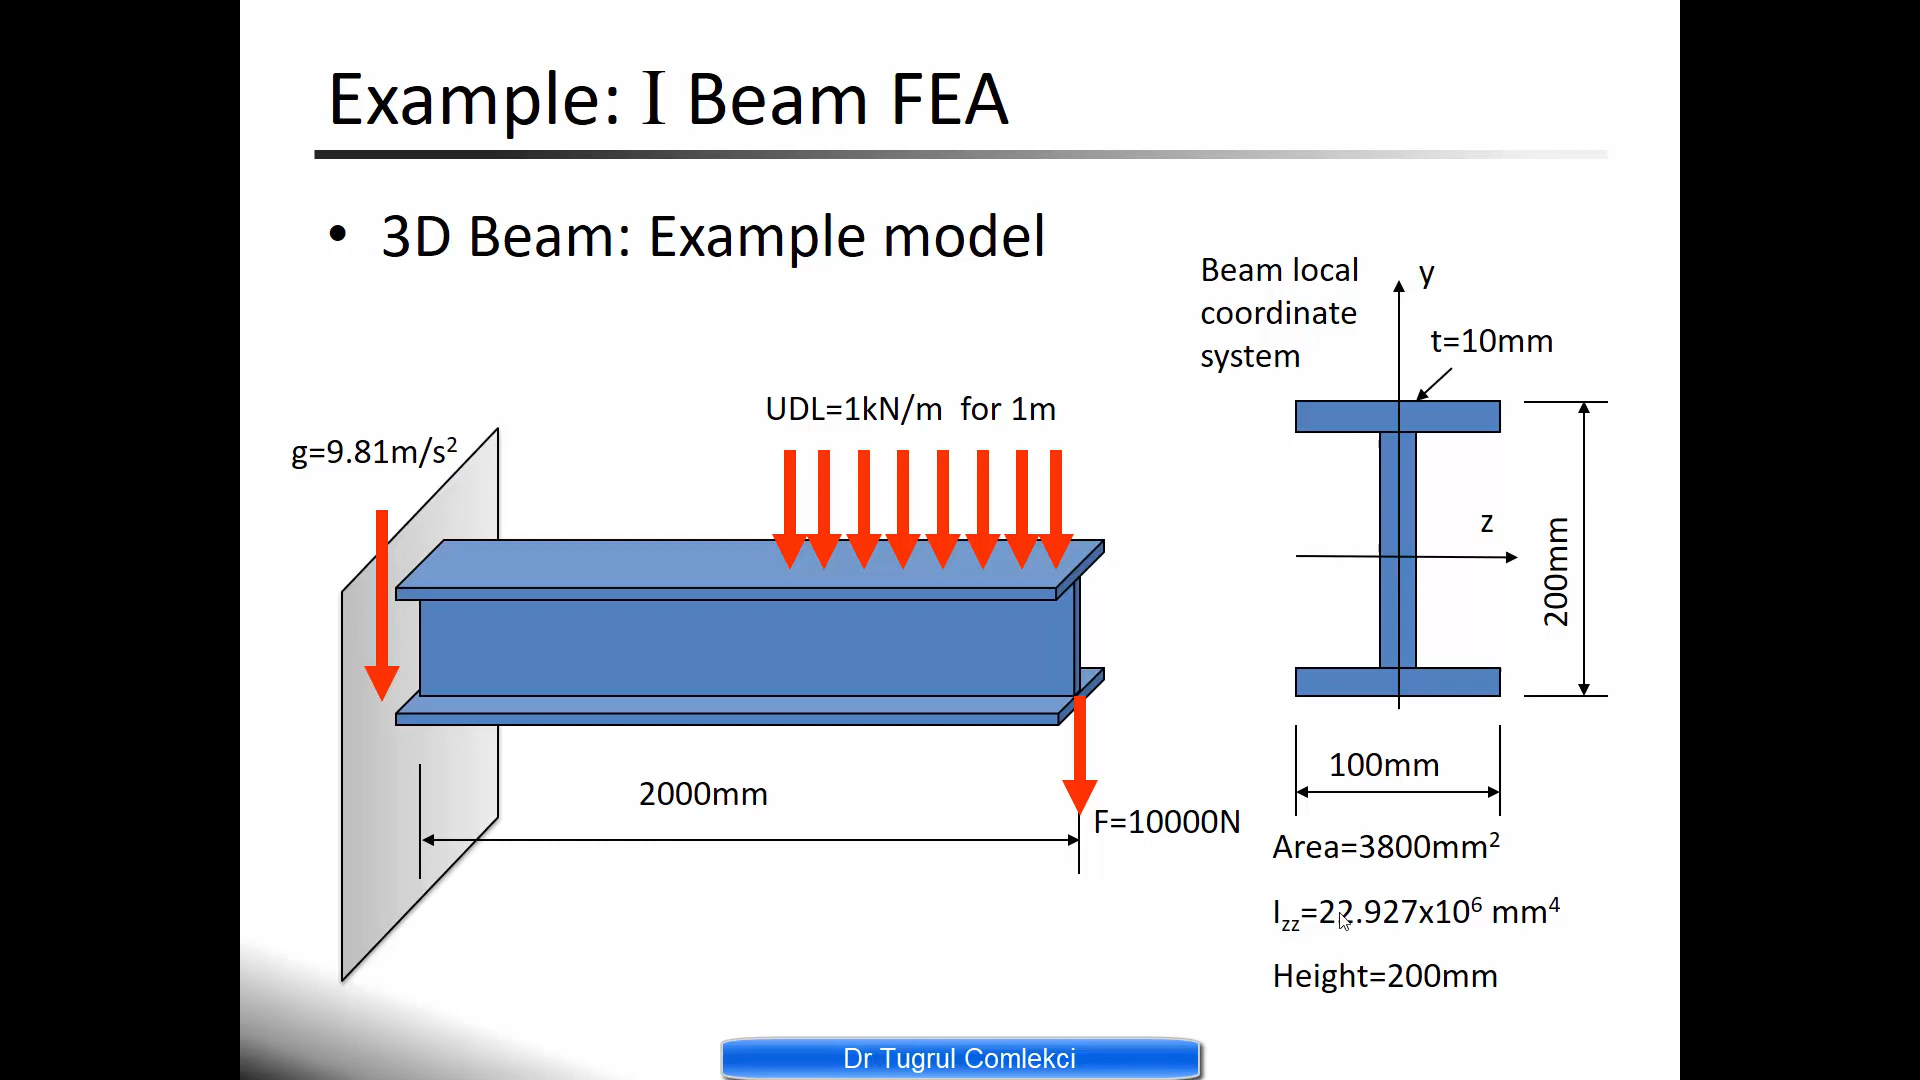 Example: I Beam FEA
• 3D Beam: Example model
Beam local
coordinate
system
y
t=10mm
UDL=1kN/m  for 1m
g=9.81m/s²
z
200mm
100mm
2000mm
F=10000N
Area=3800mm²
Izz=22.927x10⁶ mm⁴
Height=200mm
Dr Tugrul Comlekci